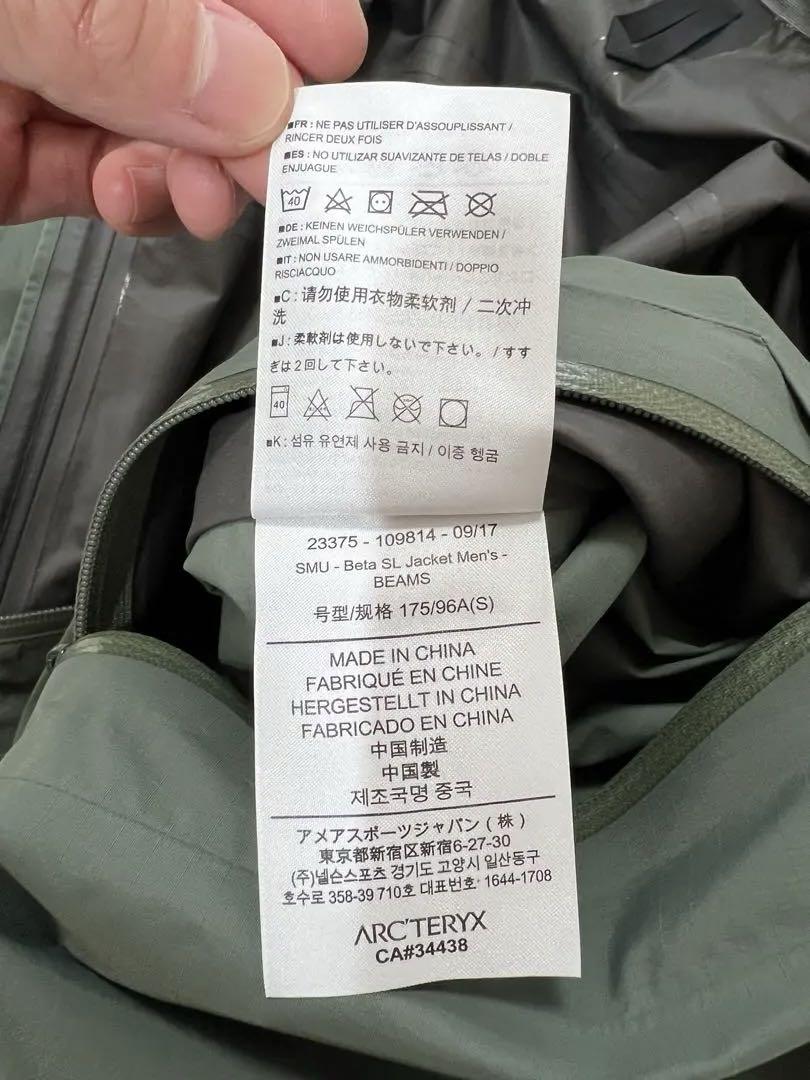 ■FR : NE PAS UTILISER D'ASSOUPLISSANT /
RINCER DEUX FOIS
■ES : NO UTILIZAR SUAVIZANTE DE TELAS / DOBLE
ENJUAGUE
40
■DE : KEINEN WEICHSPÜLER VERWENDEN /
ZWEIMAL SPÜLEN
■IT : NON USARE AMMORBIDENTI / DOPPIO
RISCIACQUO
■C : 请勿使用衣物柔软剂 / 二次冲
洗
■J : 柔軟剤は使用しないで下さい。/ すす
ぎは2回して下さい。
40
■K : 섬유 유연제 사용 금지 / 이중 헹굼
23375 - 109814 - 09/17
SMU - Beta SL Jacket Men's -
BEAMS
号型/规格 175/96A(S)
MADE IN CHINA
FABRIQUÉ EN CHINE
HERGESTELLT IN CHINA
FABRICADO EN CHINA
中国制造
中国製
제조국명 중국
アメアスポーツジャパン ( 株 )
東京都新宿区新宿6-27-30
(주)넬슨스포츠 경기도 고양시 일산동구
호수로 358-39 710호 대표번호: 1644-1708
ARC'TERYX
CA#34438